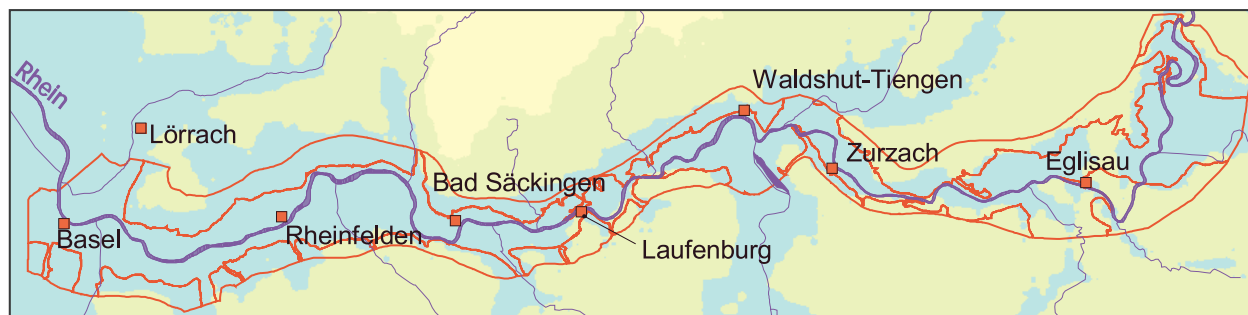 Rhein
Lörrach
Basel
Rheinfelden
Bad Säckingen
Laufenburg
Waldshut-Tiengen
Zurzach
Eglisau